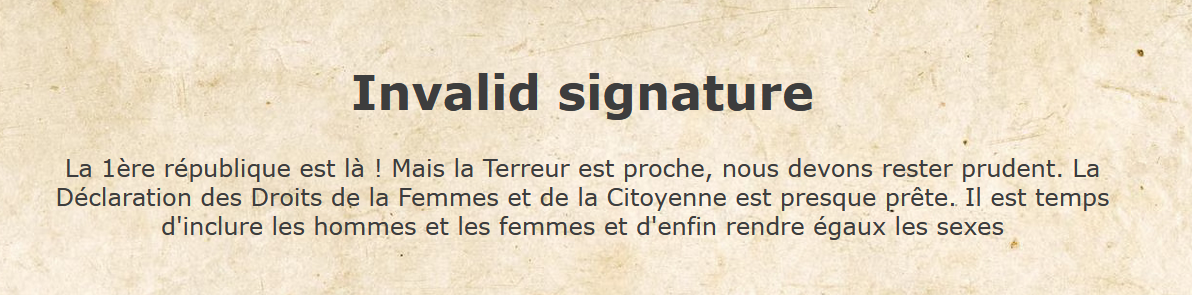 Invalid signature
La 1ère république est là ! Mais la Terreur est proche, nous devons rester prudent. La
Déclaration des Droits de la Femmes et de la Citoyenne est presque prête. Il est temps
d'inclure les hommes et les femmes et d'enfin rendre égaux les sexes